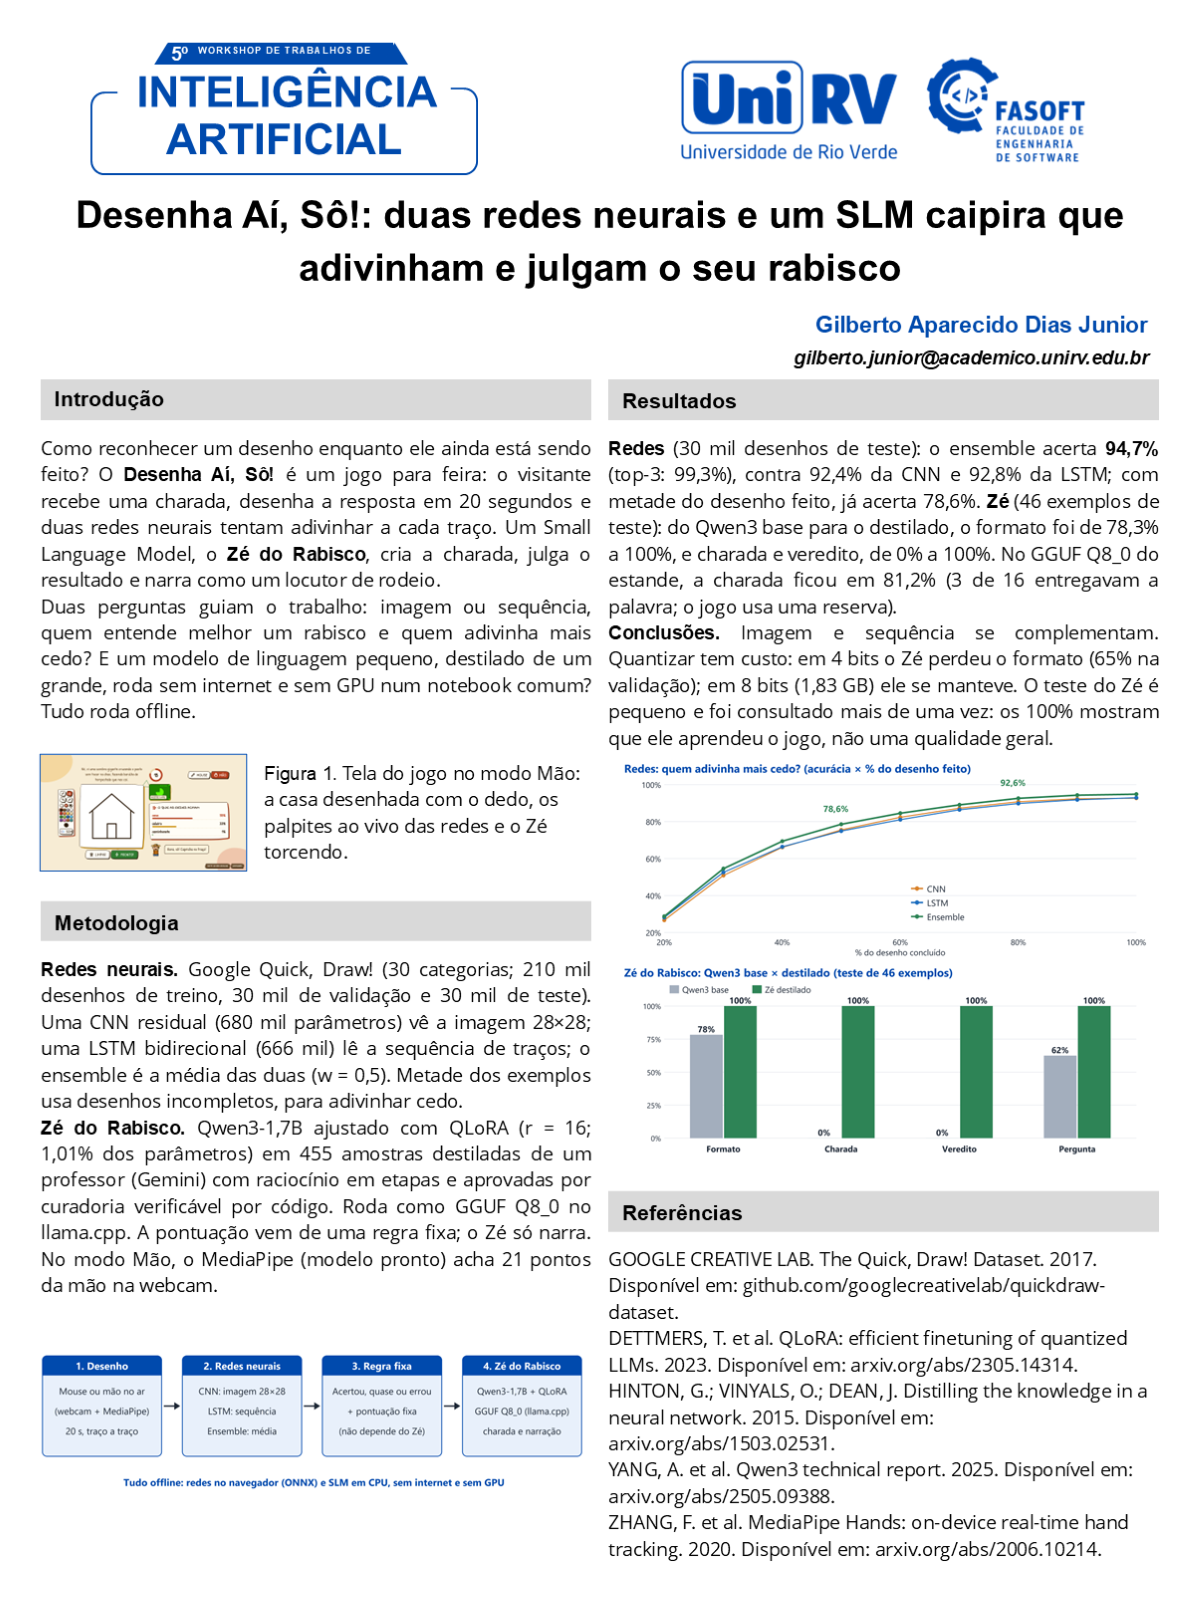 5º WORKSHOP DE TRABALHOS DE
INTELIGÊNCIA
ARTIFICIAL
UniRV
Universidade de Rio Verde
FASOFT
FACULDADE DE
ENGENHARIA
DE SOFTWARE
Desenha Aí, Sô!: duas redes neurais e um SLM caipira que
adivinham e julgam o seu rabisco
Gilberto Aparecido Dias Junior
gilberto.junior@academico.unirv.edu.br
Introdução
Como reconhecer um desenho enquanto ele ainda está sendo
feito? O Desenha Aí, Sô! é um jogo para feira: o visitante
recebe uma charada, desenha a resposta em 20 segundos e
duas redes neurais tentam adivinhar a cada traço. Um Small
Language Model, o Zé do Rabisco, cria a charada, julga o
resultado e narra como um locutor de rodeio.
Duas perguntas guiam o trabalho: imagem ou sequência,
quem entende melhor um rabisco e quem adivinha mais
cedo? E um modelo de linguagem pequeno, destilado de um
grande, roda sem internet e sem GPU num notebook comum?
Tudo roda offline.
Figura 1. Tela do jogo no modo Mão:
a casa desenhada com o dedo, os
palpites ao vivo das redes e o Zé
torcendo.
Metodologia
Redes neurais. Google Quick, Draw! (30 categorias; 210 mil
desenhos de treino, 30 mil de validação e 30 mil de teste).
Uma CNN residual (680 mil parâmetros) vê a imagem 28×28;
uma LSTM bidirecional (666 mil) lê a sequência de traços; o
ensemble é a média das duas (w = 0,5). Metade dos exemplos
usa desenhos incompletos, para adivinhar cedo.
Zé do Rabisco. Qwen3-1,7B ajustado com QLoRA (r = 16;
1,01% dos parâmetros) em 455 amostras destiladas de um
professor (Gemini) com raciocínio em etapas e aprovadas por
curadoria verificável por código. Roda como GGUF Q8_0 no
llama.cpp. A pontuação vem de uma regra fixa; o Zé só narra.
No modo Mão, o MediaPipe (modelo pronto) acha 21 pontos
da mão na webcam.
1. Desenho
Mouse ou mão no ar
(webcam + MediaPipe)
20 s, traço a traço
2. Redes neurais
CNN: imagem 28×28
LSTM: sequência
Ensemble: média
3. Regra fixa
Acertou, quase ou errou
+ pontuação fixa
(não depende do Zé)
4. Zé do Rabisco
Qwen3-1,7B + QLoRA
GGUF Q8_0 (llama.cpp)
charada e narração
Tudo offline: redes no navegador (ONNX) e SLM em CPU, sem internet e sem GPU
Resultados
Redes (30 mil desenhos de teste): o ensemble acerta 94,7%
(top-3: 99,3%), contra 92,4% da CNN e 92,8% da LSTM; com
metade do desenho feito, já acerta 78,6%. Zé (46 exemplos de
teste): do Qwen3 base para o destilado, o formato foi de 78,3%
a 100%, e charada e veredito, de 0% a 100%. No GGUF Q8_0 do
estande, a charada ficou em 81,2% (3 de 16 entregavam a
palavra; o jogo usa uma reserva).
Conclusões. Imagem e sequência se complementam.
Quantizar tem custo: em 4 bits o Zé perdeu o formato (65% na
validação); em 8 bits (1,83 GB) ele se manteve. O teste do Zé é
pequeno e foi consultado mais de uma vez: os 100% mostram
que ele aprendeu o jogo, não uma qualidade geral.
Redes: quem adivinha mais cedo? (acurácia × % do desenho feito)
100%
80%
60%
40%
20%
78,6%
92,6%
CNN
LSTM
Ensemble
20% 40% 60% 80% 100%
% do desenho concluído
Zé do Rabisco: Qwen3 base × destilado (teste de 46 exemplos)
Qwen3 base Zé destilado
100%
75%
50%
25%
0%
78% 100% 0% 100% 0% 100% 62% 100%
Formato Charada Veredito Pergunta
Referências
GOOGLE CREATIVE LAB. The Quick, Draw! Dataset. 2017.
Disponível em: github.com/googlecreativelab/quickdraw-
dataset.
DETTMERS, T. et al. QLoRA: efficient finetuning of quantized
LLMs. 2023. Disponível em: arxiv.org/abs/2305.14314.
HINTON, G.; VINYALS, O.; DEAN, J. Distilling the knowledge in a
neural network. 2015. Disponível em:
arxiv.org/abs/1503.02531.
YANG, A. et al. Qwen3 technical report. 2025. Disponível em:
arxiv.org/abs/2505.09388.
ZHANG, F. et al. MediaPipe Hands: on-device real-time hand
tracking. 2020. Disponível em: arxiv.org/abs/2006.10214.